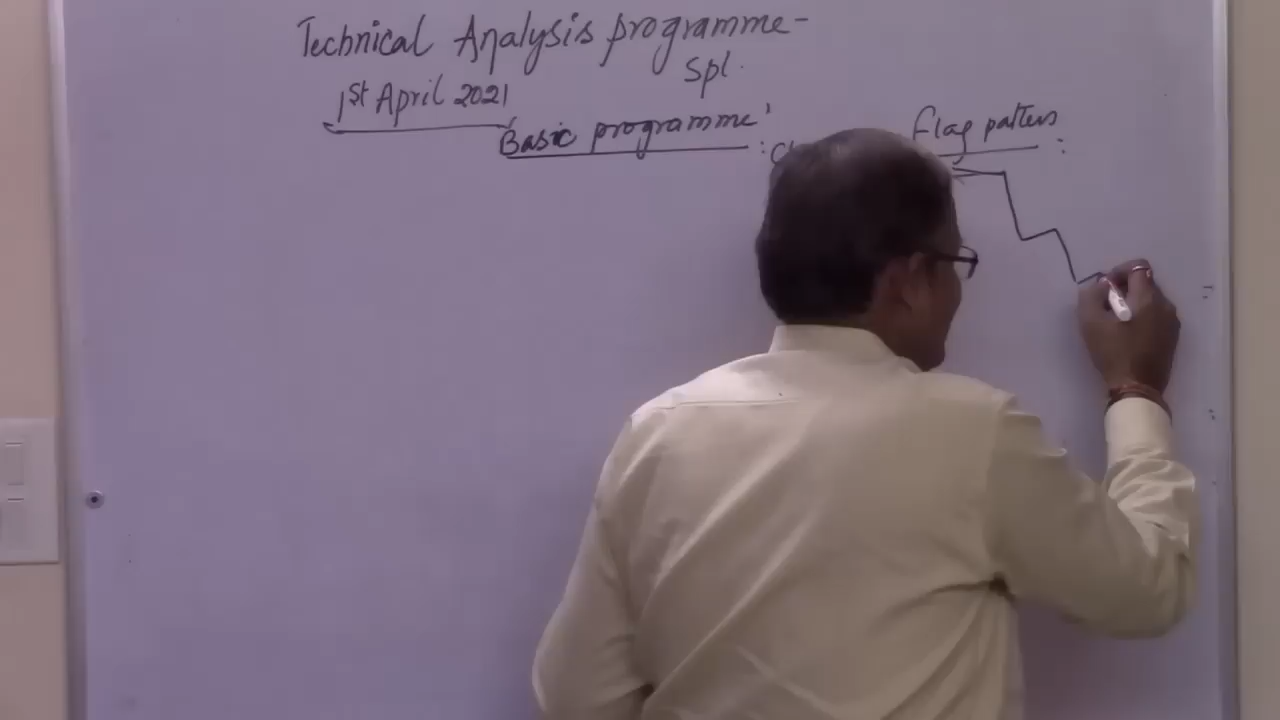 Technical Analysis programme-
spl.
1st April 2021
Basic programme'
Flag pattern :